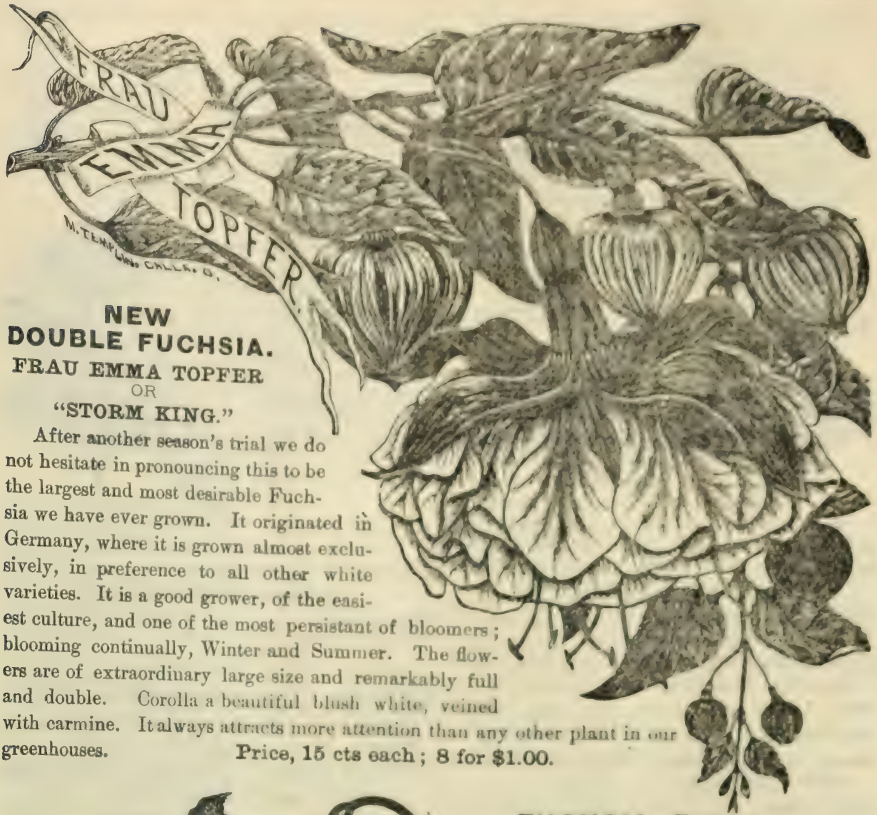 FRAU
EMMA
TOPFER.
M. TEMPLIN. CALLA. O.
NEW
DOUBLE FUCHSIA.
FRAU EMMA TOPFER
OR
“STORM KING.”
After another season's trial we do
not hesitate in pronouncing this to be
the largest and most desirable Fuch-
sia we have ever grown. It originated in
Germany, where it is grown almost exclu-
sively, in preference to all other white
varieties. It is a good grower, of the easi-
est culture, and one of the most persistant of bloomers;
blooming continually, Winter and Summer. The flow-
ers are of extraordinary large size and remarkably full
and double. Corolla a beautiful blush white, veined
with carmine. It always attracts more attention than any other plant in our
greenhouses. Price, 15 cts each; 8 for $1.00.